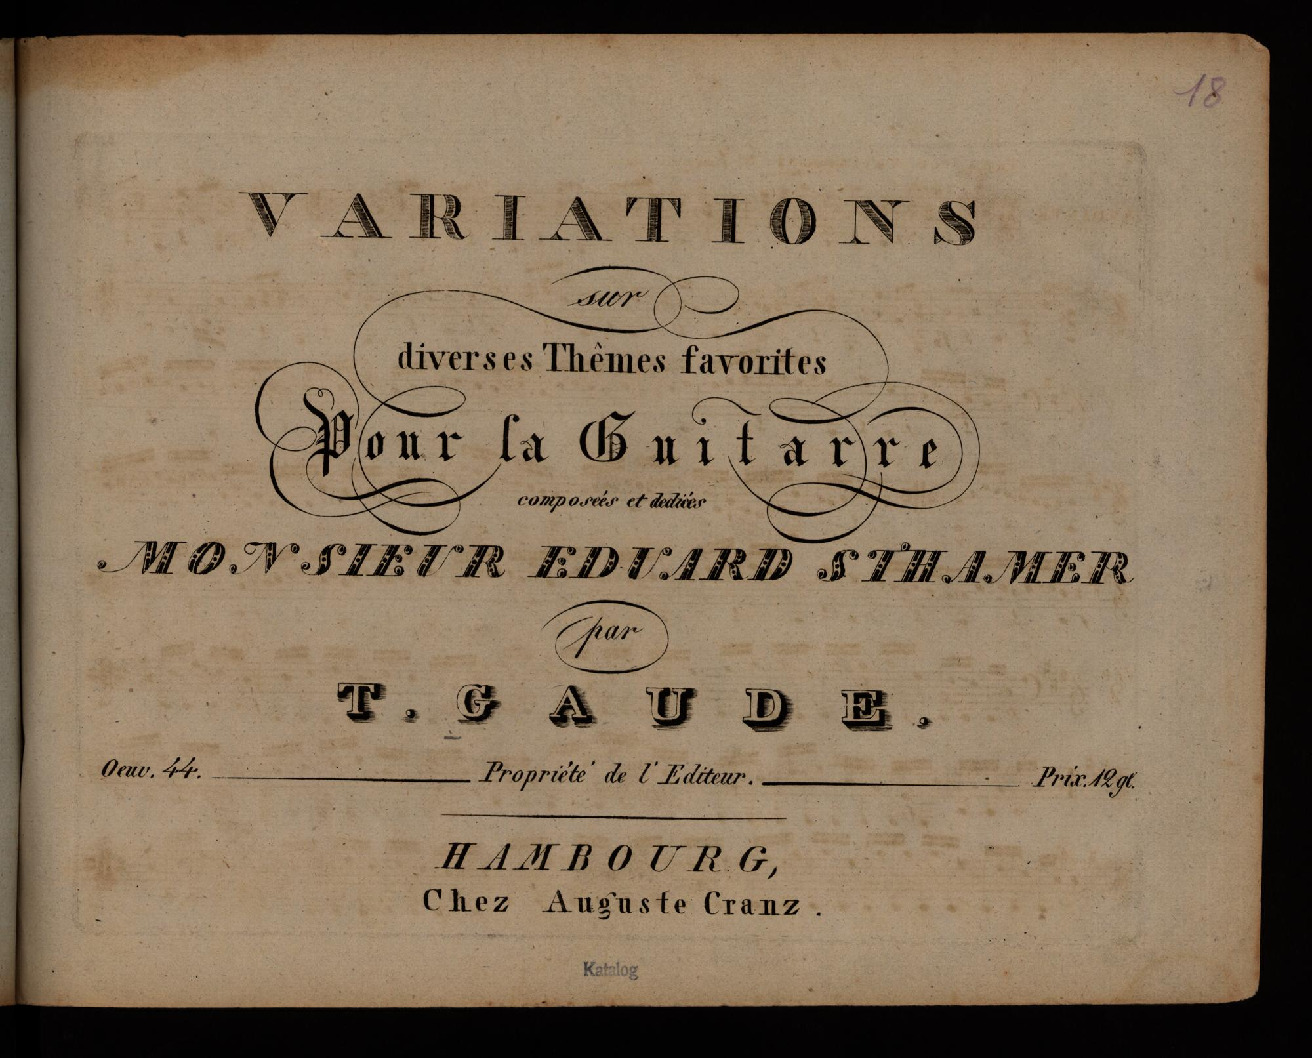 18
VARIATIONS
sur
diverses Thêmes favorites
Pour la Guitarre
composées et dediées
MONSIEUR EDUARD STHAMER
par
T. GAUDE.
Oeuv. 44. Propriété de l'Editeur. Prix. 12 gl.
HAMBOURG,
Chez Auguste Cranz.
Katalog